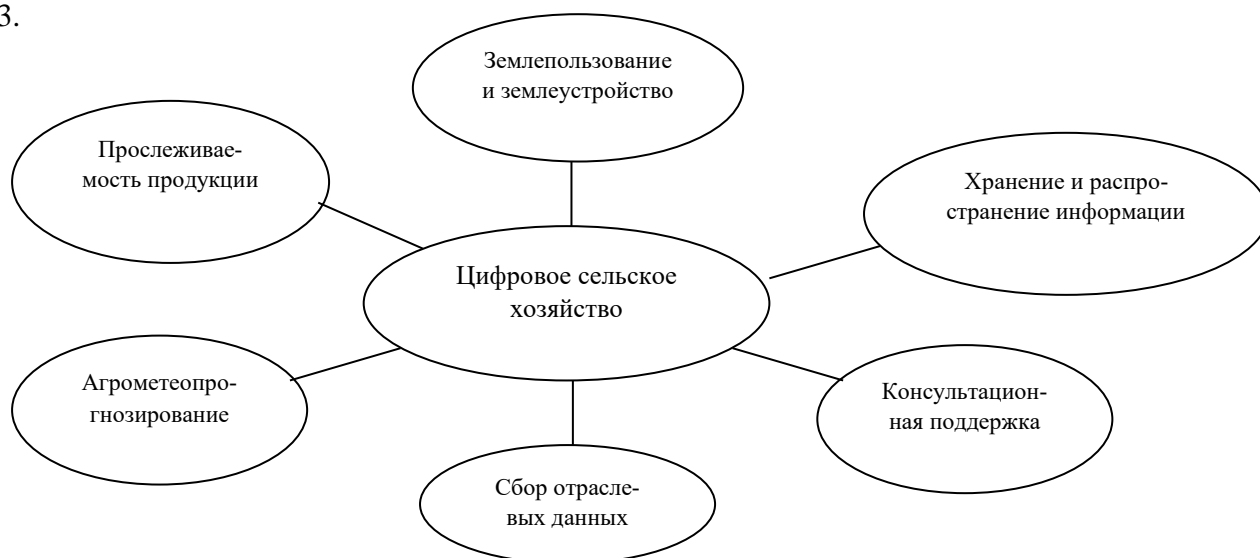 3.
Землепользование
и землеустройство
Прослеживае-
мость продукции
Хранение и распро-
странение информации
Цифровое сельское
хозяйство
Агрометеопро-
гнозирование
Консультацион-
ная поддержка
Сбор отрасле-
вых данных